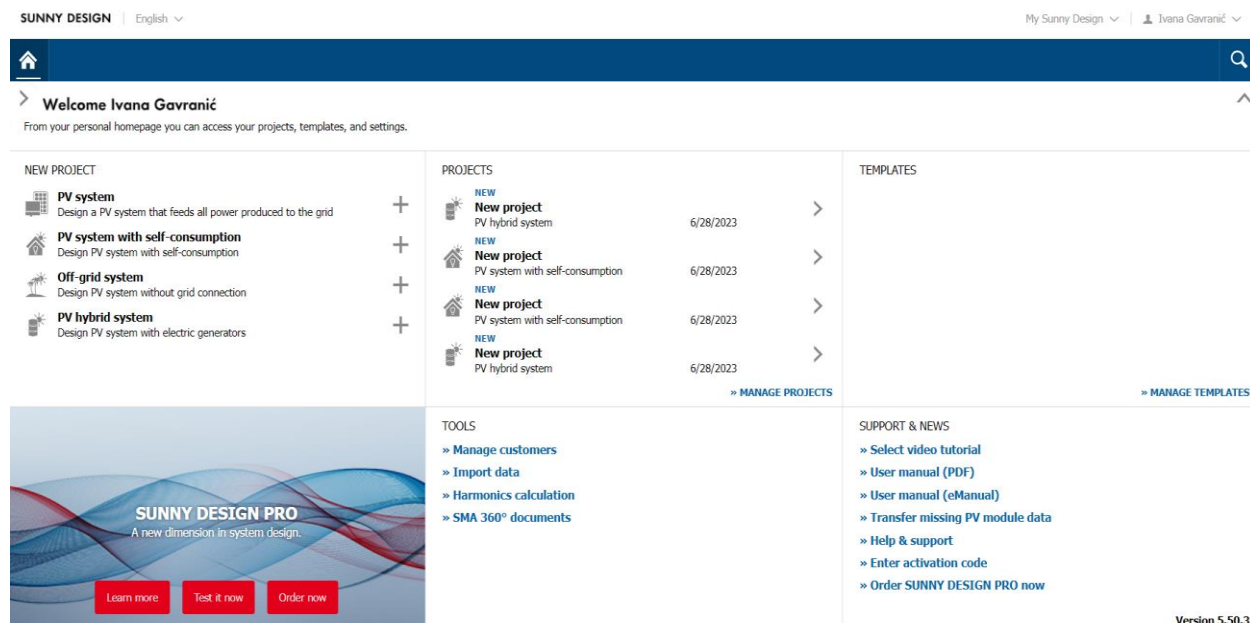 SUNNY DESIGN English
My Sunny Design Ivana Gavranić
Welcome Ivana Gavranić
From your personal homepage you can access your projects, templates, and settings.
NEW PROJECT
PV system
Design a PV system that feeds all power produced to the grid
PV system with self-consumption
Design PV system with self-consumption
Off-grid system
Design PV system without grid connection
PV hybrid system
Design PV system with electric generators
PROJECTS
NEW
New project
PV hybrid system 6/28/2023
NEW
New project
PV system with self-consumption 6/28/2023
NEW
New project
PV system with self-consumption 6/28/2023
NEW
New project
PV hybrid system 6/28/2023
» MANAGE PROJECTS
TEMPLATES
» MANAGE TEMPLATES
SUNNY DESIGN PRO
A new dimension in system design.
Learn more Test it now Order now
TOOLS
» Manage customers
» Import data
» Harmonics calculation
» SMA 360° documents
SUPPORT & NEWS
» Select video tutorial
» User manual (PDF)
» User manual (eManual)
» Transfer missing PV module data
» Help & support
» Enter activation code
» Order SUNNY DESIGN PRO now
Version 5.50.3